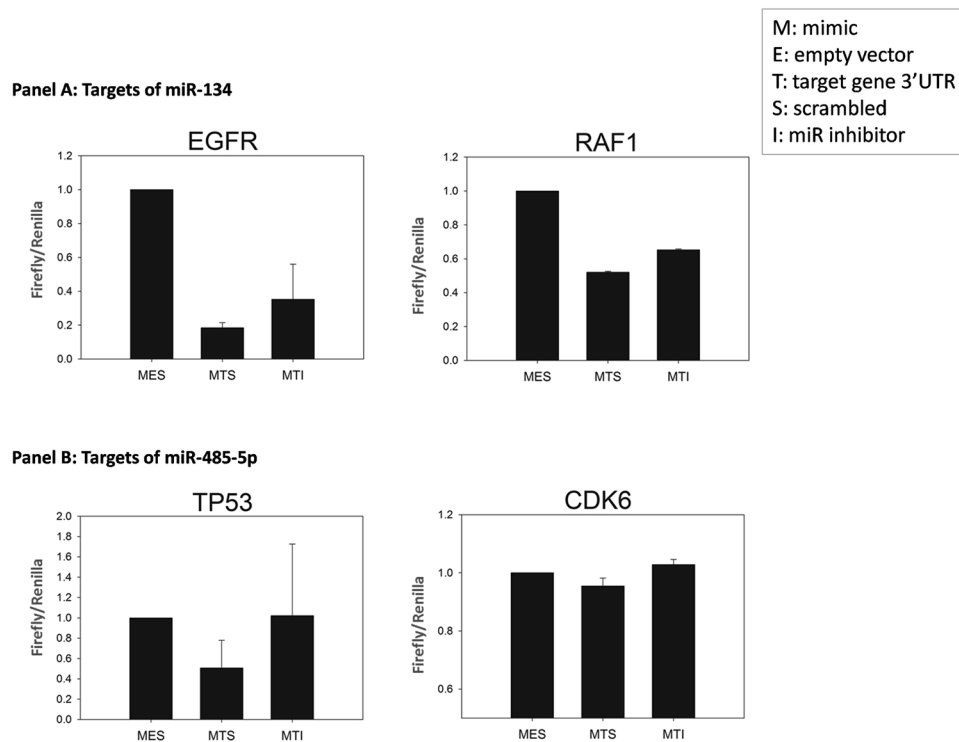 M: mimic
E: empty vector
T: target gene 3'UTR
S: scrambled
I: miR inhibitor
Panel A: Targets of miR-134
EGFR
Firefly/Renilla
1.2
1.0
0.8
0.6
0.4
0.2
0.0
MES MTS MTI
RAF1
Firefly/Renilla
1.2
1.0
0.8
0.6
0.4
0.2
0.0
MES MTS MTI
Panel B: Targets of miR-485-5p
TP53
Firefly/Renilla
2.0
1.8
1.6
1.4
1.2
1.0
0.8
0.6
0.4
0.2
0.0
MES MTS MTI
CDK6
Firefly/Renilla
1.2
1.0
0.8
0.6
MES MTS MTI